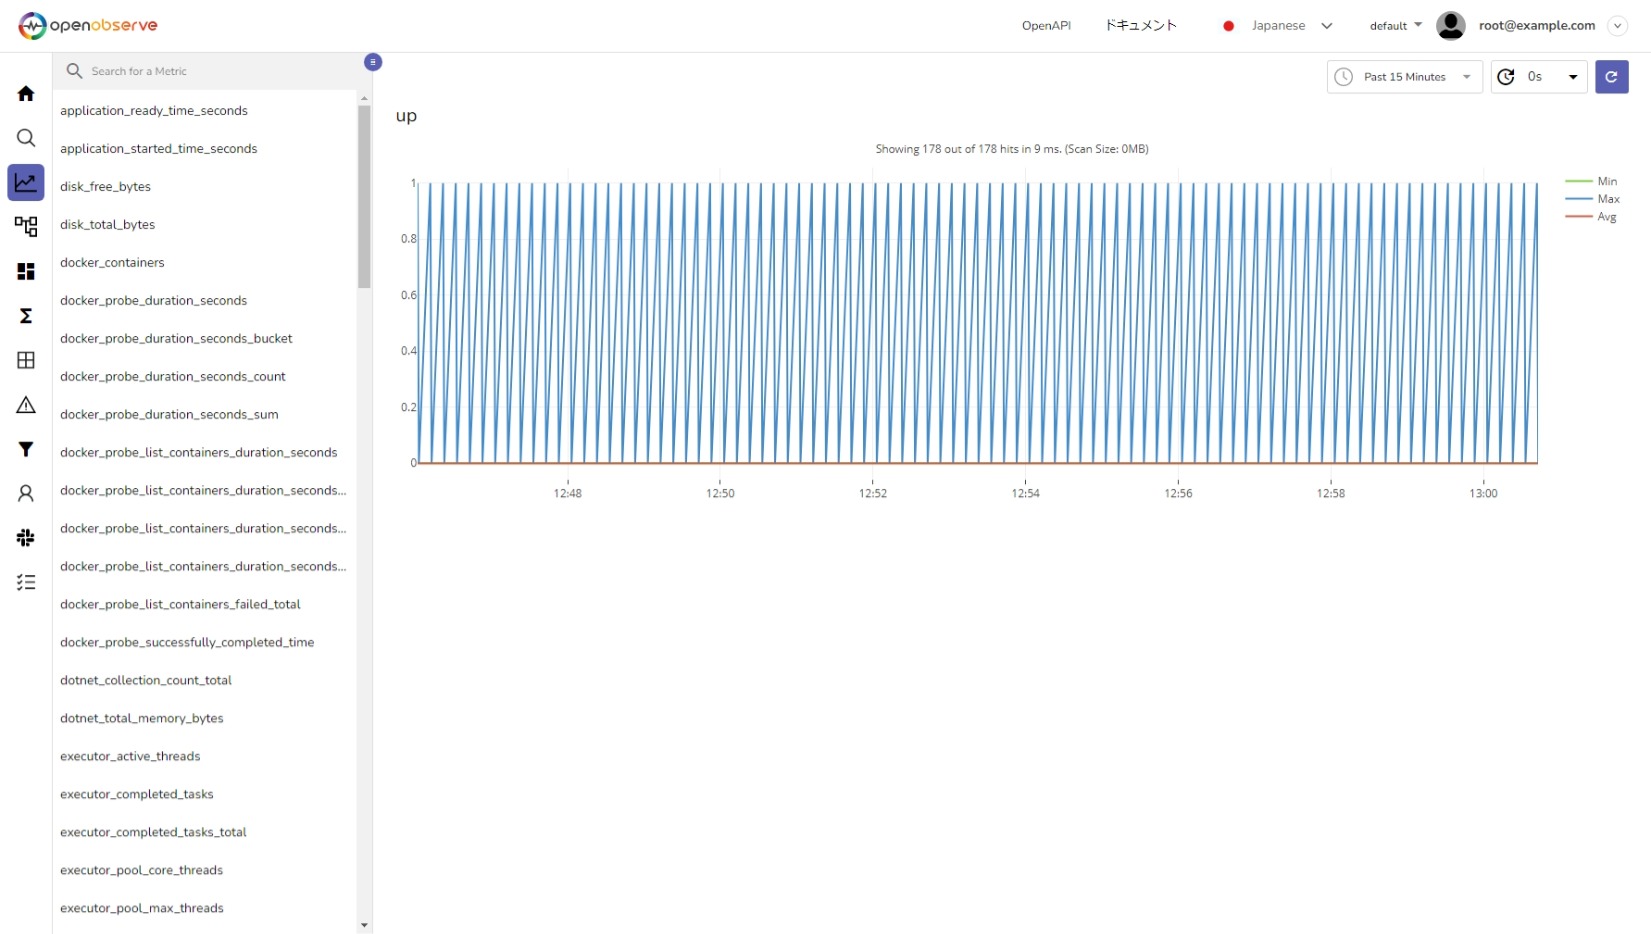 openobserve
OpenAPI
ドキュメント
Japanese
default
root@example.com
Search for a Metric
Past 15 Minutes
0s
application_ready_time_seconds
application_started_time_seconds
disk_free_bytes
disk_total_bytes
docker_containers
docker_probe_duration_seconds
docker_probe_duration_seconds_bucket
docker_probe_duration_seconds_count
docker_probe_duration_seconds_sum
docker_probe_list_containers_duration_seconds
docker_probe_list_containers_duration_seconds...
docker_probe_list_containers_duration_seconds...
docker_probe_list_containers_duration_seconds...
docker_probe_list_containers_failed_total
docker_probe_successfully_completed_time
dotnet_collection_count_total
dotnet_total_memory_bytes
executor_active_threads
executor_completed_tasks
executor_completed_tasks_total
executor_pool_core_threads
executor_pool_max_threads
up
Showing 178 out of 178 hits in 9 ms. (Scan Size: 0MB)
1
0.8
0.6
0.4
0.2
0
12:48
12:50
12:52
12:54
12:56
12:58
13:00
Min
Max
Avg